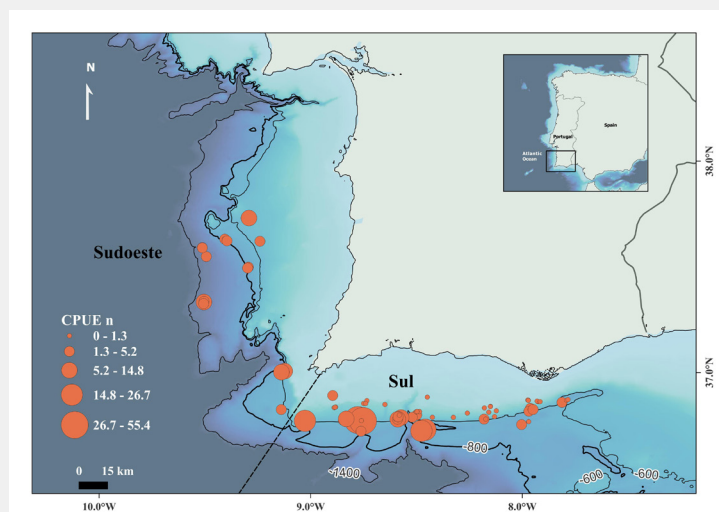 N
Portugal
Spain
Atlantic
Ocean
38.0°N
Sudoeste
CPUE n
0 - 1.3
1.3 - 5.2
5.2 - 14.8
14.8 - 26.7
26.7 - 55.4
37.0°N
Sul
0 15 km
-800
-1400
-600
-600
10.0°W
9.0°W
8.0°W